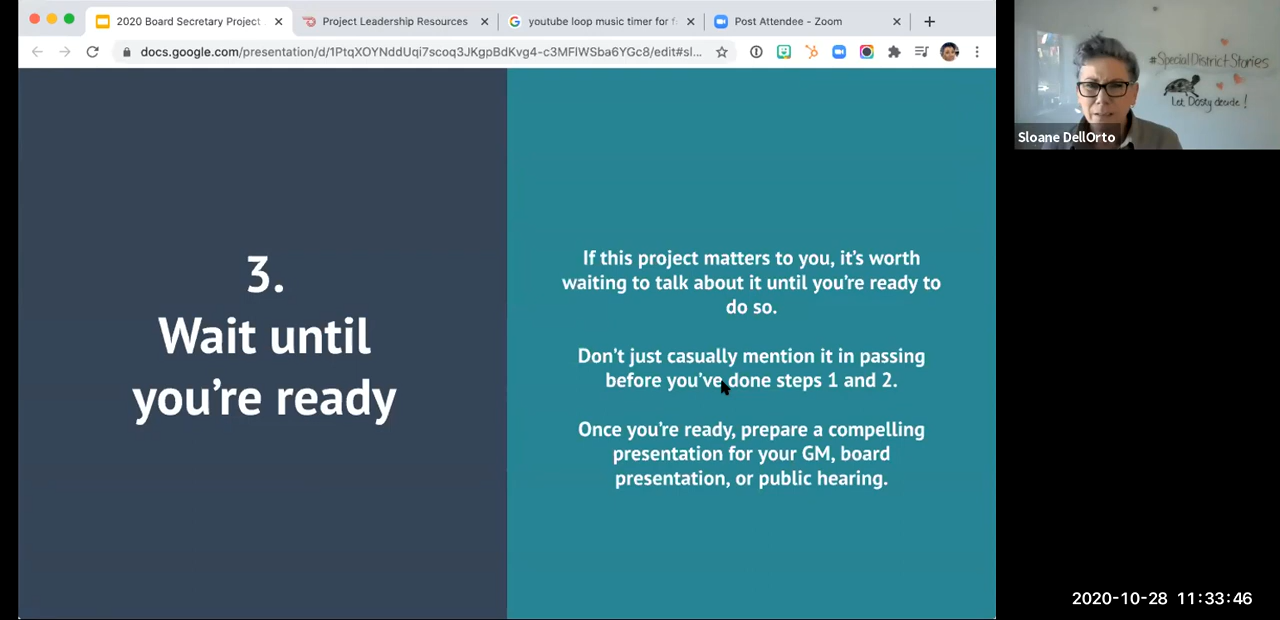 2020 Board Secretary Project
Project Leadership Resources
youtube loop music timer for f
Post Attendee - Zoom
docs.google.com/presentation/d/1PtqXOYNddUqi7scoq3JKgpBdKvg4-c3MFlWSba6YGc8/edit#sl...
#SpecialDistrictStories
Let Dosty decide!
Sloane DellOrto
3.
Wait until
you're ready
If this project matters to you, it's worth
waiting to talk about it until you're ready to
do so.
Don't just casually mention it in passing
before you've done steps 1 and 2.
Once you're ready, prepare a compelling
presentation for your GM, board
presentation, or public hearing.
2020-10-28 11:33:46